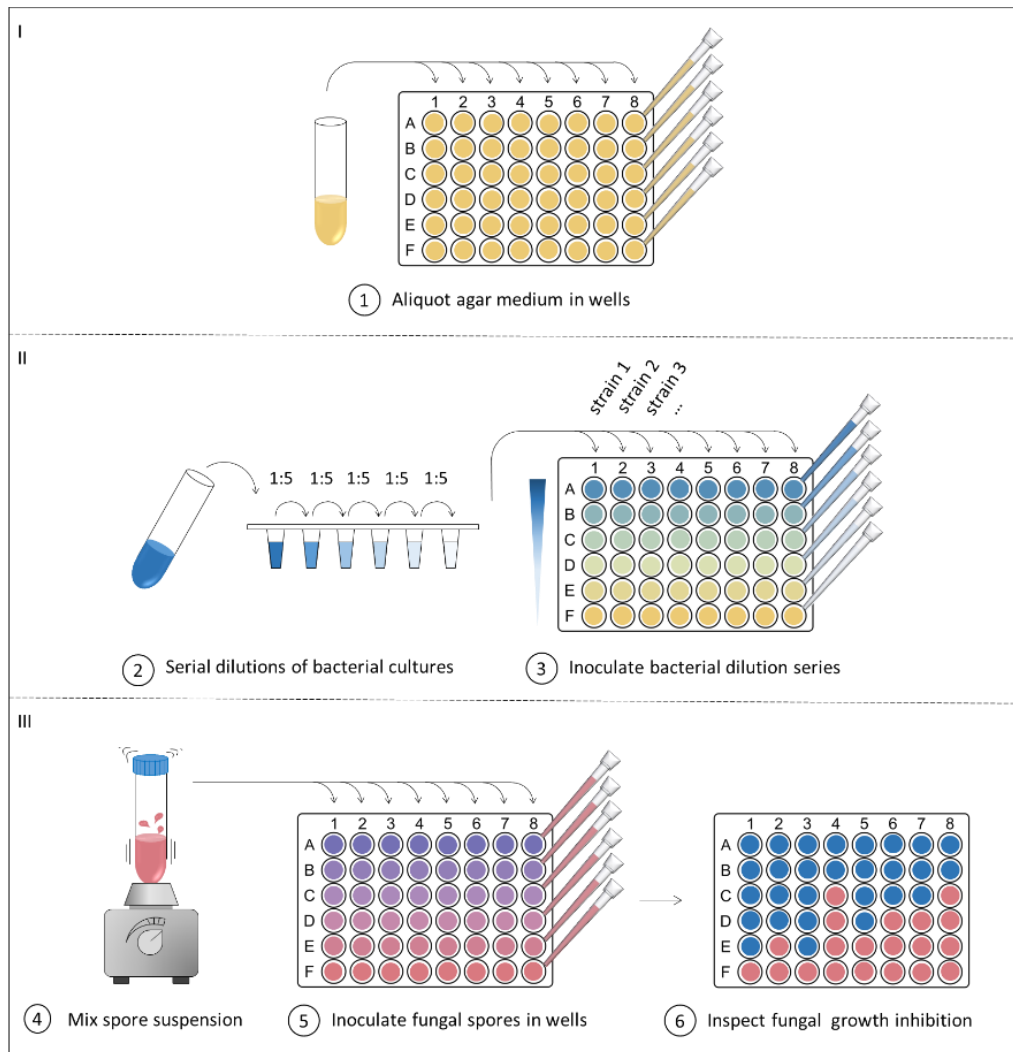 I
1 2 3 4 5 6 7 8
A
B
C
D
E
F
1 Aliquot agar medium in wells
II
strain 1
strain 2
strain 3
...
1:5 1:5 1:5 1:5 1:5
1 2 3 4 5 6 7 8
A
B
C
D
E
F
2 Serial dilutions of bacterial cultures
3 Inoculate bacterial dilution series
III
1 2 3 4 5 6 7 8
A
B
C
D
E
F
1 2 3 4 5 6 7 8
A
B
C
D
E
F
4 Mix spore suspension
5 Inoculate fungal spores in wells
6 Inspect fungal growth inhibition